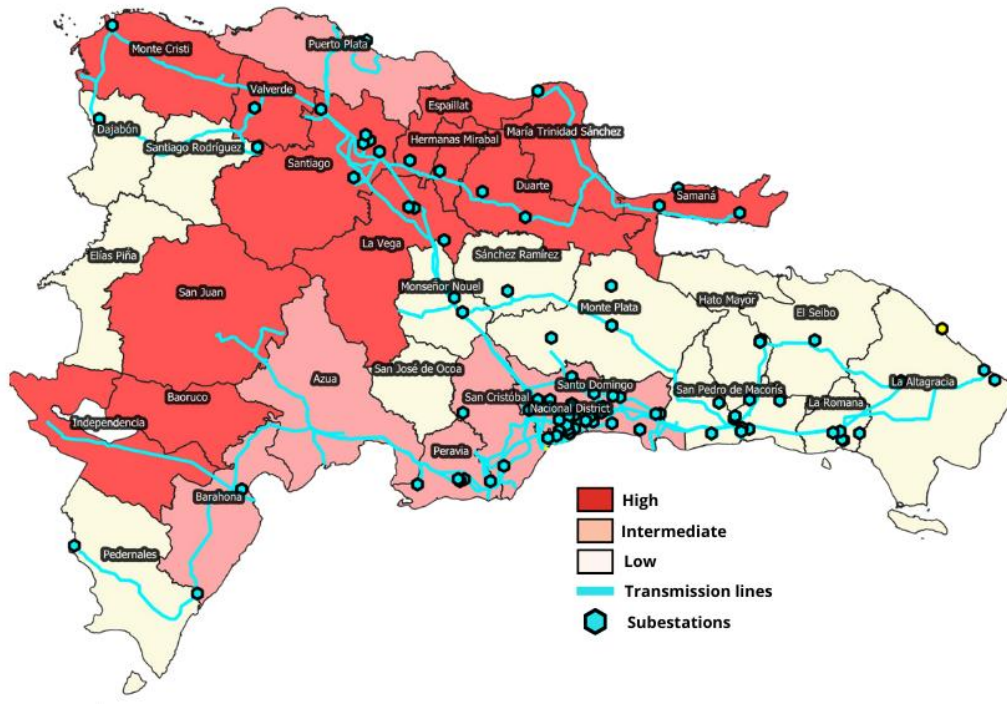 Puerto Plata
Monte Cristi
Valverde
Espaillat
Dajabón
María Trinidad Sánchez
Hermanas Mirabal
Santiago Rodríguez
Santiago
Duarte
Samaná
La Vega
Elías Piña
Sánchez Ramírez
San Juan
Monseñor Nouel
Hato Mayor
Monte Plata
El Seibo
San José de Ocoa
Azua
Santo Domingo
La Altagracia
Baoruco
San Cristóbal
San Pedro de Macorís
Nacional District
La Romana
Independencia
Peravia
Barahona
Pedernales
High
Intermediate
Low
Transmission lines
Subestations